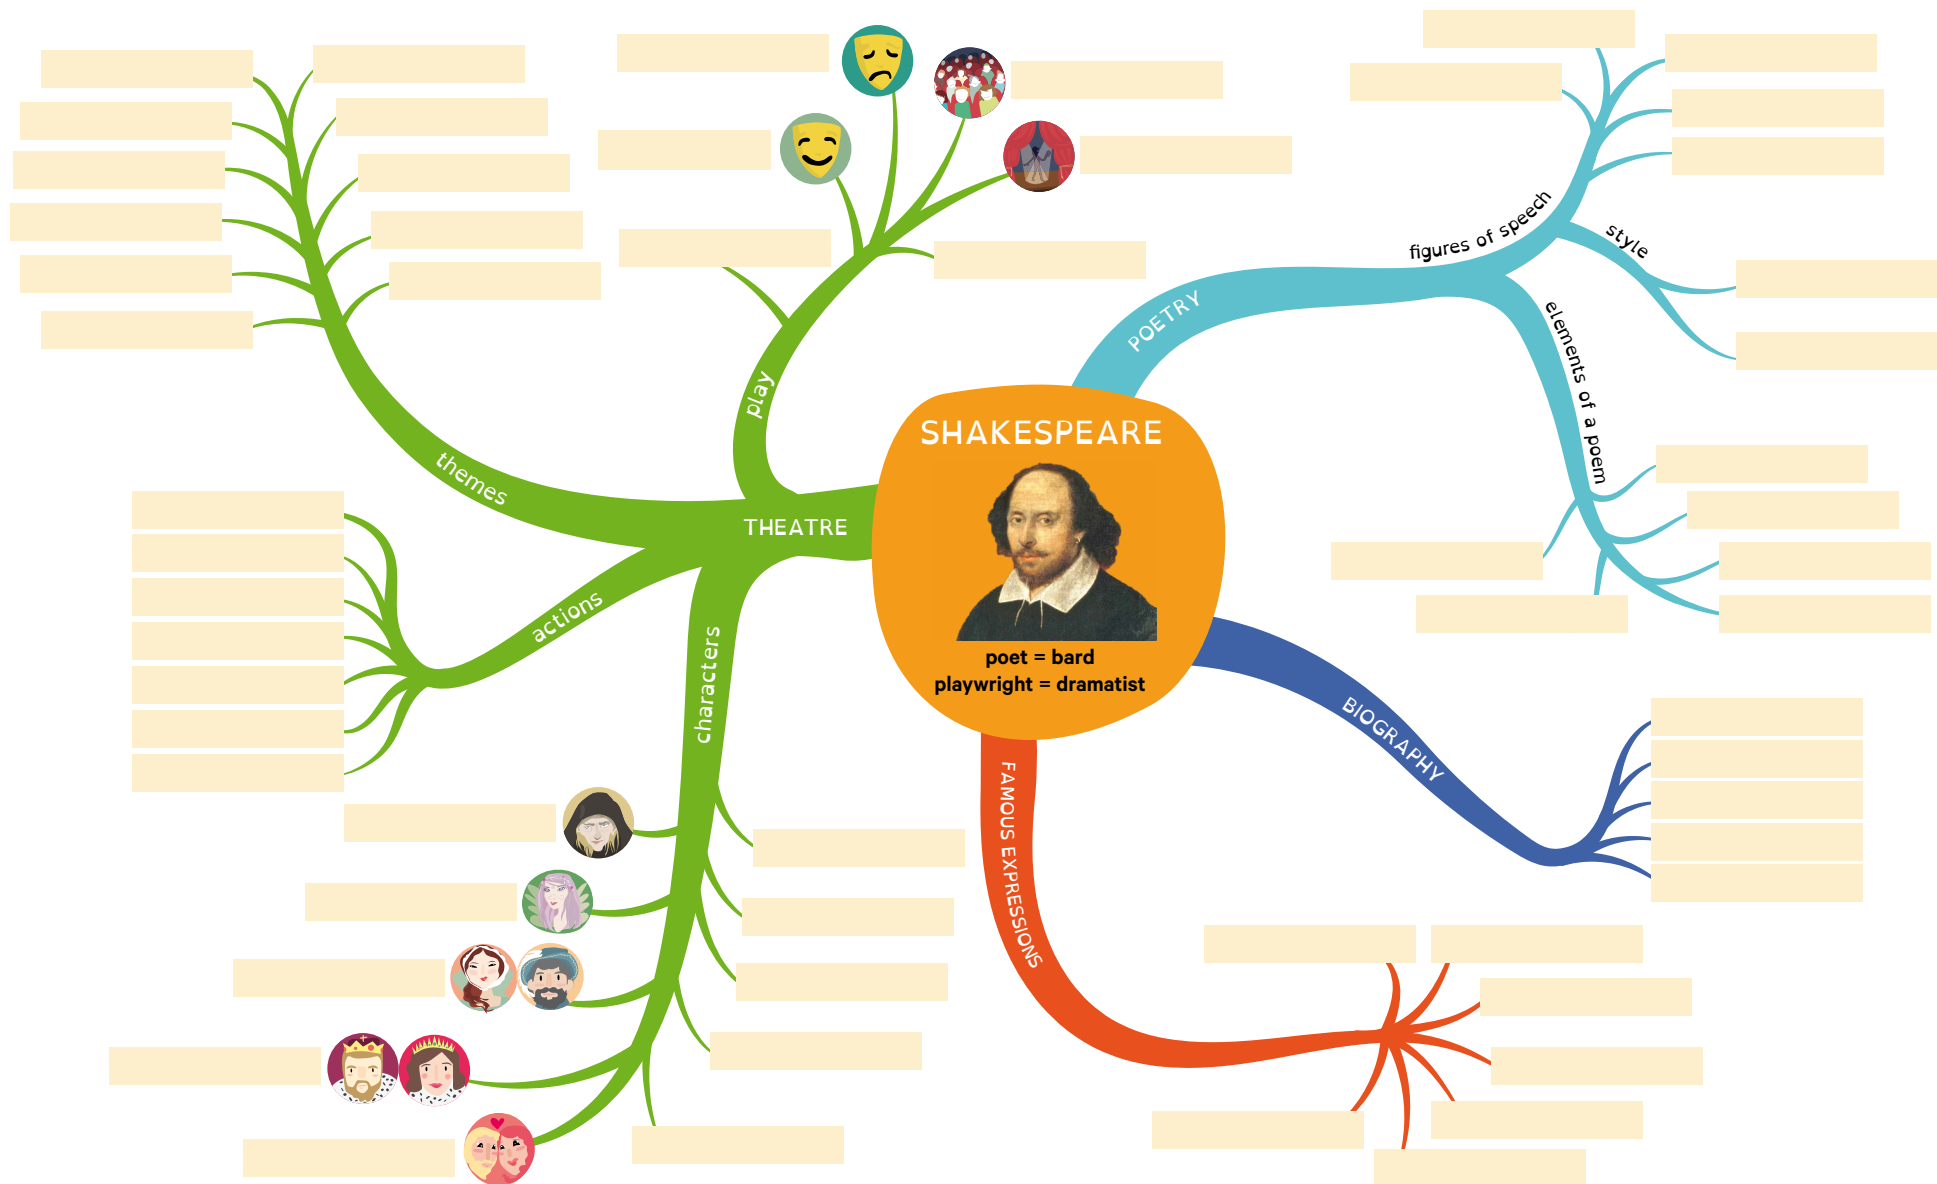 SHAKESPEARE
poet = bard
playwright = dramatist
POETRY
figures of speech
style
elements of a poem
BIOGRAPHY
FAMOUS EXPRESSIONS
THEATRE
play
themes
actions
characters